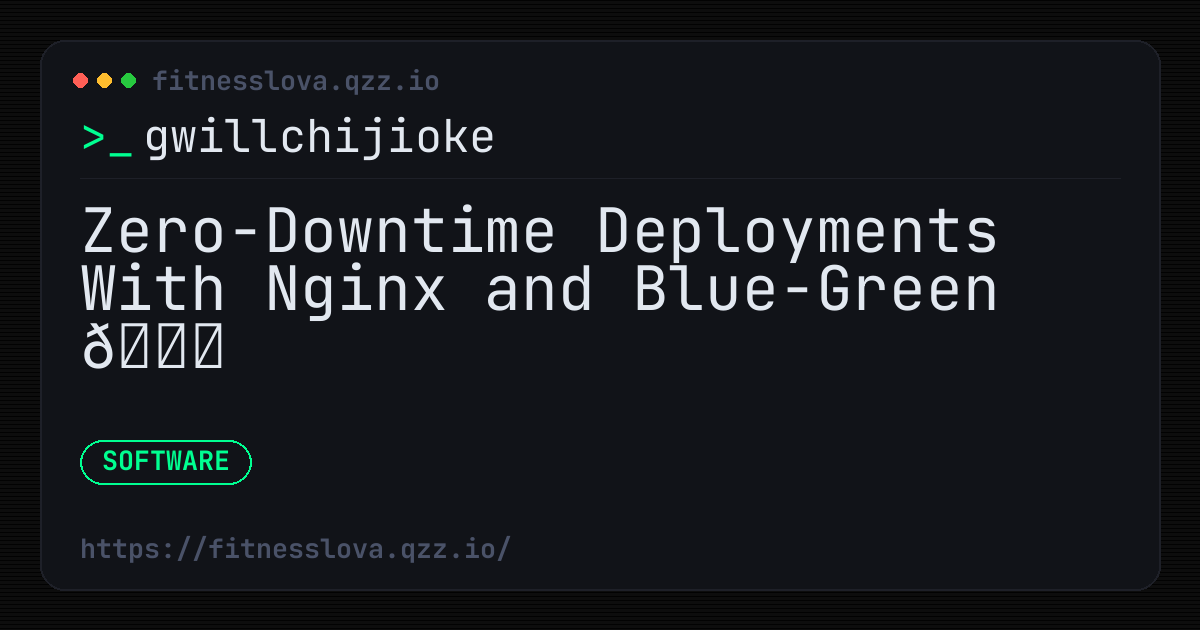 fitnesslova.qzz.io
>_ gwillchijioke
Zero-Downtime Deployments
With Nginx and Blue-Green
ð
SOFTWARE
https://fitnesslova.qzz.io/